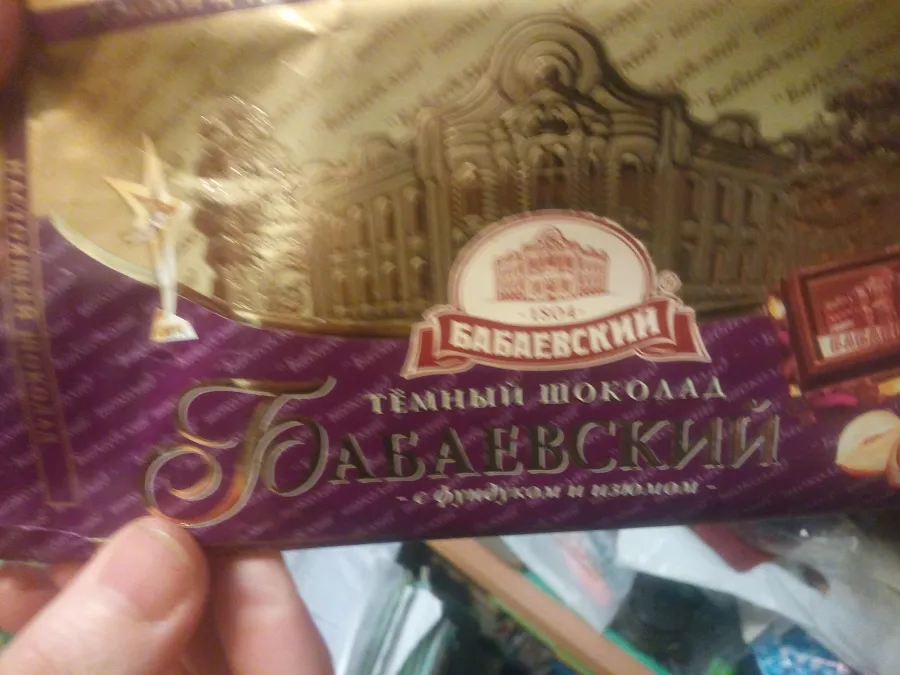 -1804-
БАБАЕВСКИЙ
ТЁМНЫЙ ШОКОЛАД
БАБАЕВСКИЙ
- с фундуком и изюмом -